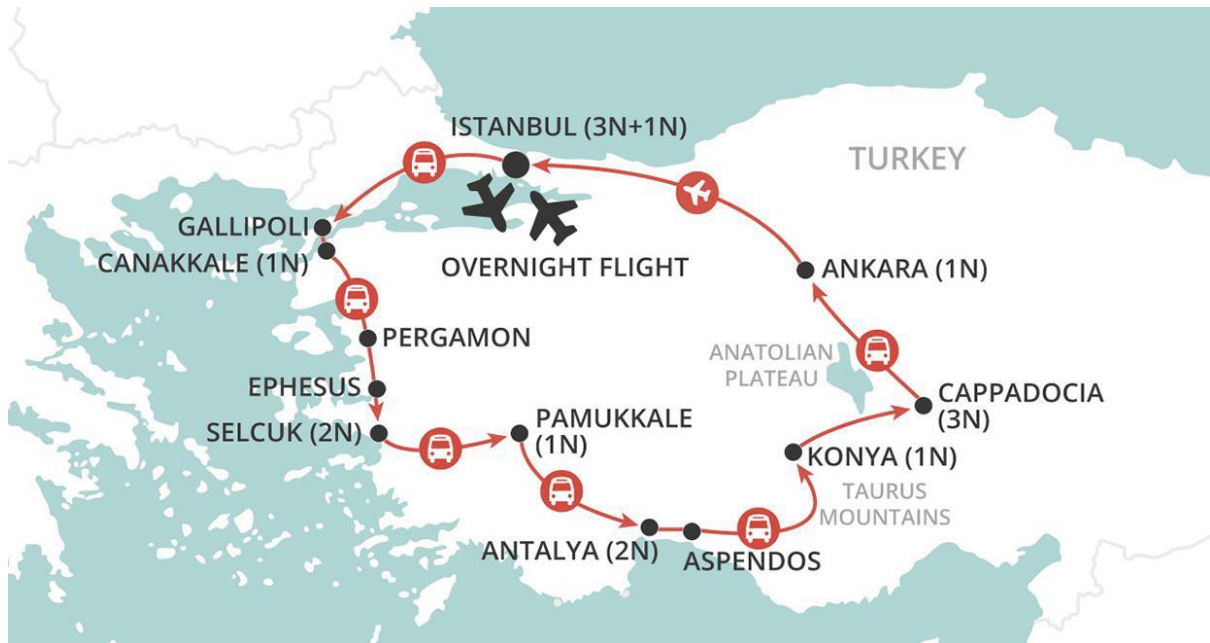 ISTANBUL (3N+1N)
TURKEY
GALLIPOLI
CANAKKALE (1N)
OVERNIGHT FLIGHT
ANKARA (1N)
PERGAMON
ANATOLIAN
PLATEAU
EPHESUS
CAPPADOCIA
(3N)
SELCUK (2N)
PAMUKKALE
(1N)
KONYA (1N)
TAURUS
MOUNTAINS
ANTALYA (2N)
ASPENDOS